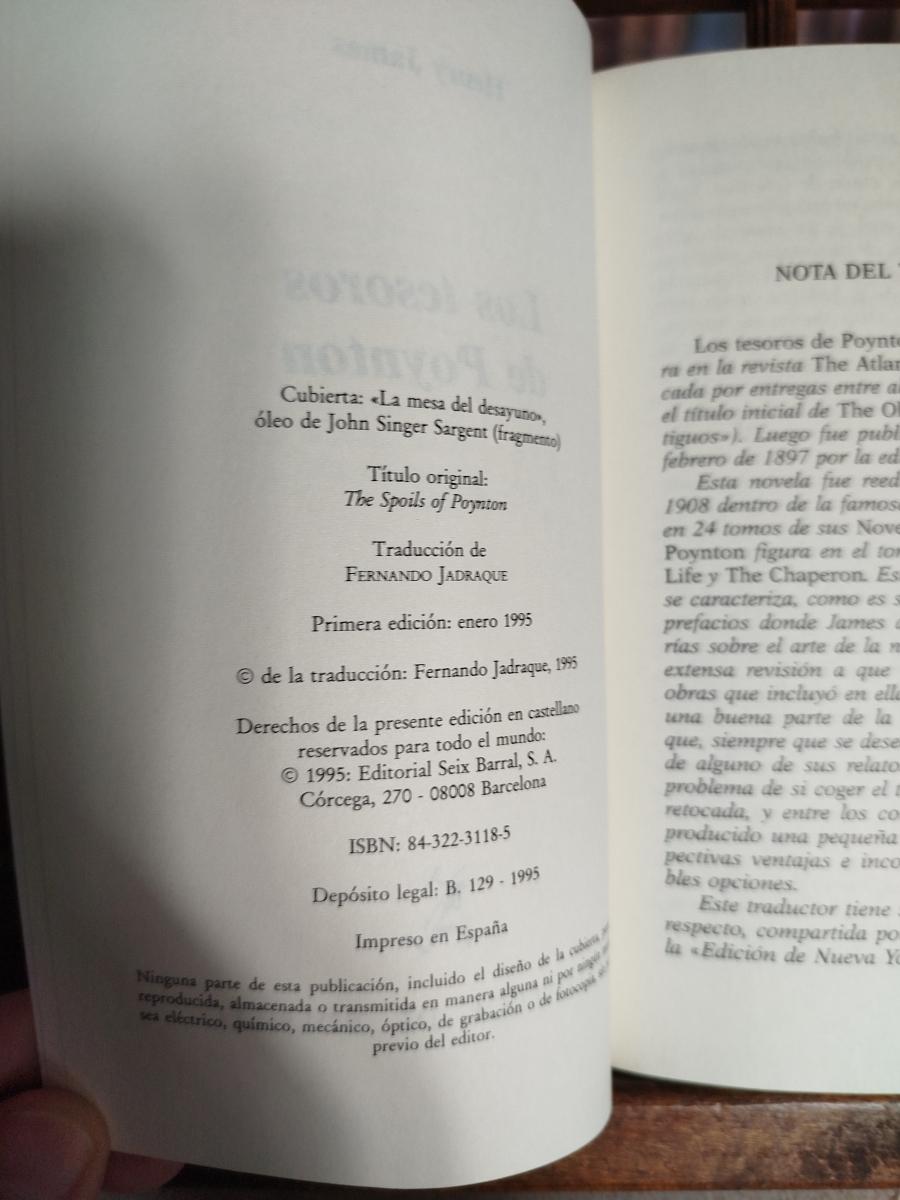 Cubierta: «La mesa del desayuno»,
óleo de John Singer Sargent (fragmento)
Título original:
The Spoils of Poynton
Traducción de
FERNANDO JADRAQUE
Primera edición: enero 1995
© de la traducción: Fernando Jadraque, 1995
Derechos de la presente edición en castellano
reservados para todo el mundo:
© 1995: Editorial Seix Barral, S. A.
Córcega, 270 - 08008 Barcelona
ISBN: 84-322-3118-5
Depósito legal: B. 129 - 1995
Impreso en España
Ninguna parte de esta publicación, incluido el diseño de la cubierta,
reproducida, almacenada o transmitida en manera alguna ni por ningún
sea eléctrico, químico, mecánico, óptico, de grabación o de fotocopia,
previo del editor.
NOTA DEL
Los tesoros de Poynto
ra en la revista The Atlan
cada por entregas entre a
el título inicial de The Ol
tiguos»). Luego fue publ
febrero de 1897 por la ed
Esta novela fue reed
1908 dentro de la famos
en 24 tomos de sus Nove
Poynton figura en el to
Life y The Chaperon. Es
se caracteriza, como es s
prefacios donde James
rías sobre el arte de la n
extensa revisión a que
obras que incluyó en ella
una buena parte de la
que, siempre que se dese
de alguno de sus relato
problema de si coger el t
retocada, y entre los co
producido una pequeña
pectivas ventajas e inco
bles opciones.
Este traductor tiene
respecto, compartida po
la «Edición de Nueva Yo